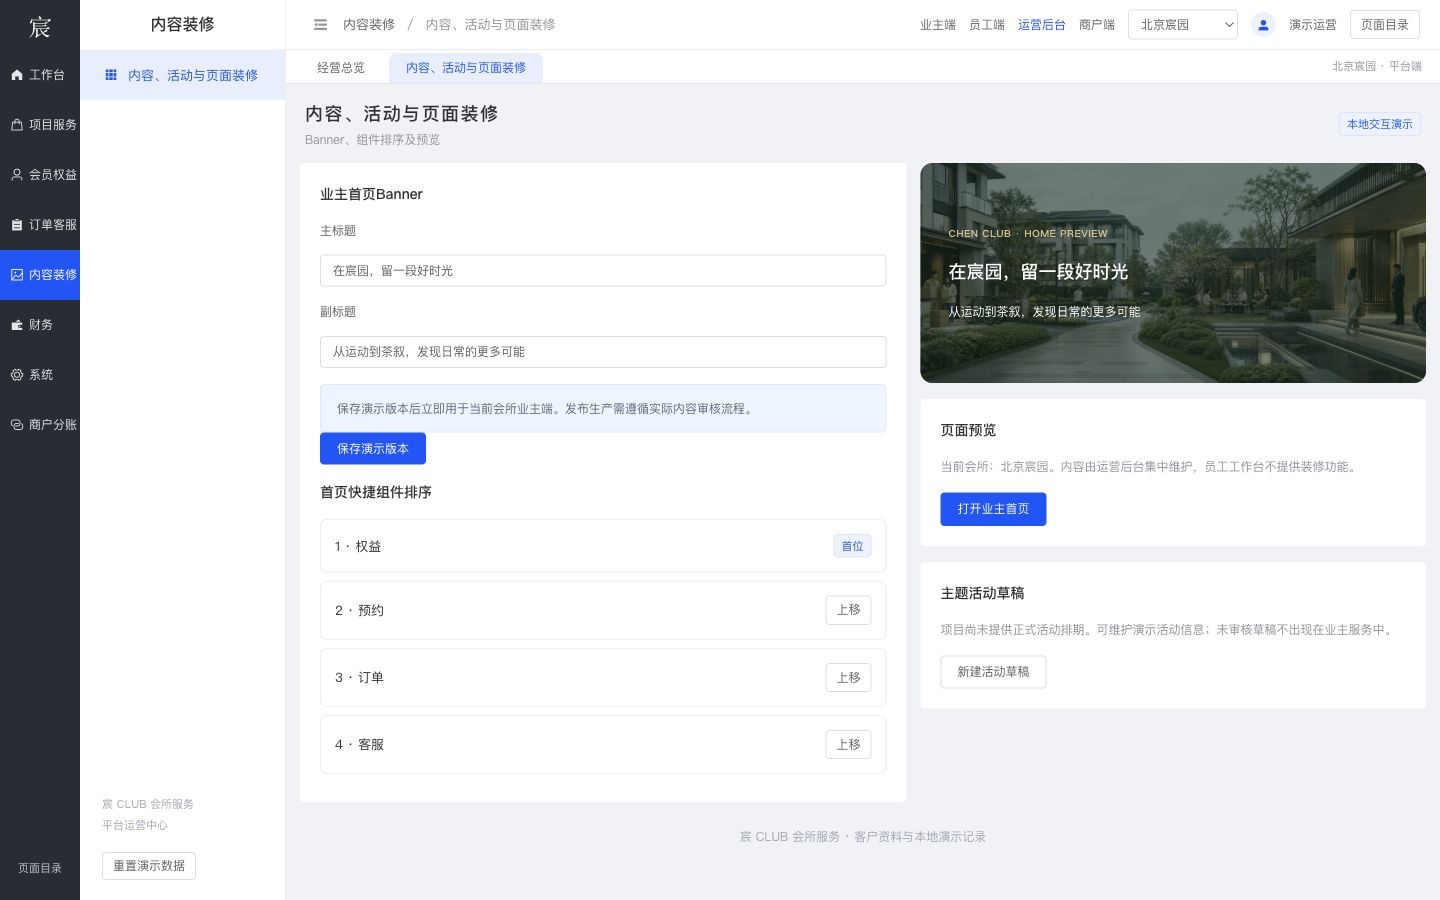 宸
工作台
项目服务
会员权益
订单客服
内容装修
财务
系统
商户分账
页面目录
内容装修
内容、活动与页面装修
宸 CLUB 会所服务
平台运营中心
重置演示数据
内容装修 / 内容、活动与页面装修
业主端 员工端 运营后台 商户端 北京宸园 演示运营 页面目录
经营总览 内容、活动与页面装修
北京宸园 · 平台端
内容、活动与页面装修
Banner、组件排序及预览
本地交互演示
业主首页Banner
主标题
在宸园，留一段好时光
副标题
从运动到茶叙，发现日常的更多可能
保存演示版本后立即用于当前会所业主端。发布生产需遵循实际内容审核流程。
保存演示版本
首页快捷组件排序
1 · 权益 首位
2 · 预约 上移
3 · 订单 上移
4 · 客服 上移
CHEN CLUB · HOME PREVIEW
在宸园，留一段好时光
从运动到茶叙，发现日常的更多可能
页面预览
当前会所：北京宸园。内容由运营后台集中维护，员工工作台不提供装修功能。
打开业主首页
主题活动草稿
项目尚未提供正式活动排期。可维护演示活动信息；未审核草稿不出现在业主服务中。
新建活动草稿
宸 CLUB 会所服务 · 客户资料与本地演示记录